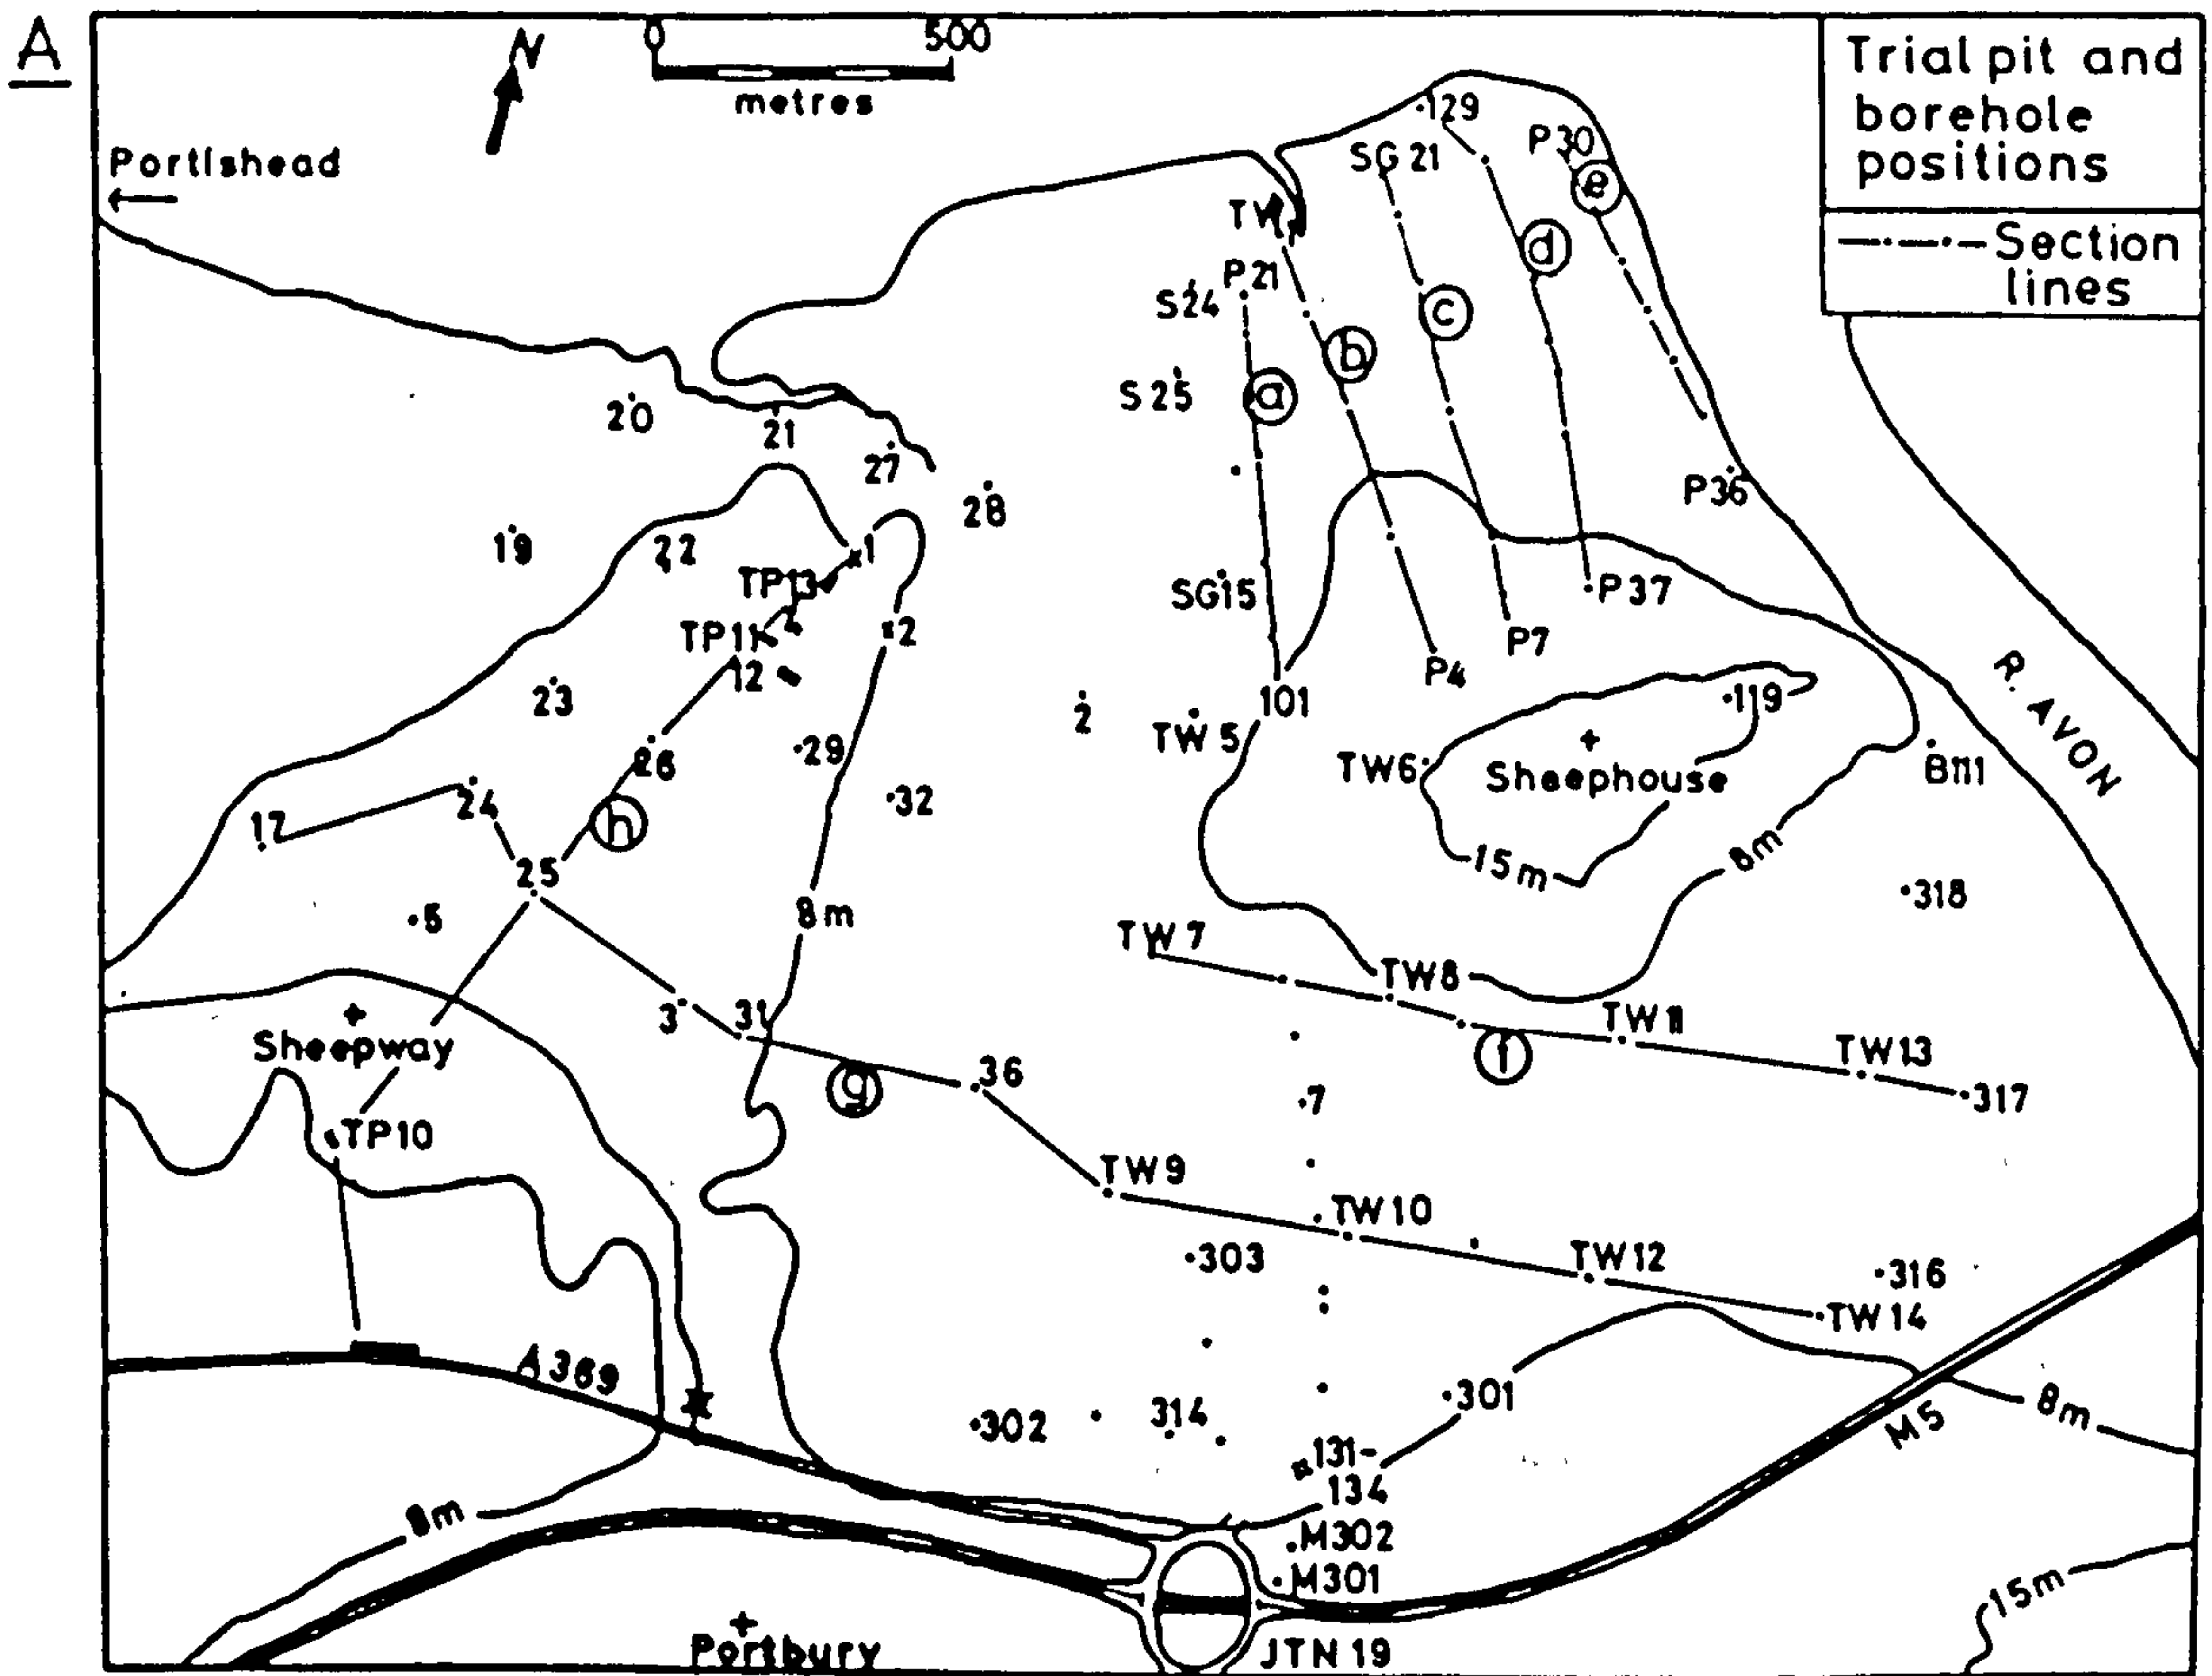 A
N
0 500
metres
Trial pit and
borehole
positions
Section
lines
Portishead
129
P30
SG 21
e
TW
d
P21
S24
c
b
S 25
a
20
21
27
28
P36
19
22
1
TP13
SG15
P37
TP11
2
P7
12
P4
23
119
101
2
TW 5
R. AVON
29
26
TW6
Sheephouse
B111
24
32
17
h
15m
8m
25
5
318
8m
TW 7
TW8
3
31
TW11
Sheepway
TW13
f
36
g
7
317
TP10
TW9
TW10
303
TW12
316
TW14
A 369
301
302
314
8m
M5
131-
134
8m
M302
M301
15m
Portbury
JTN 19